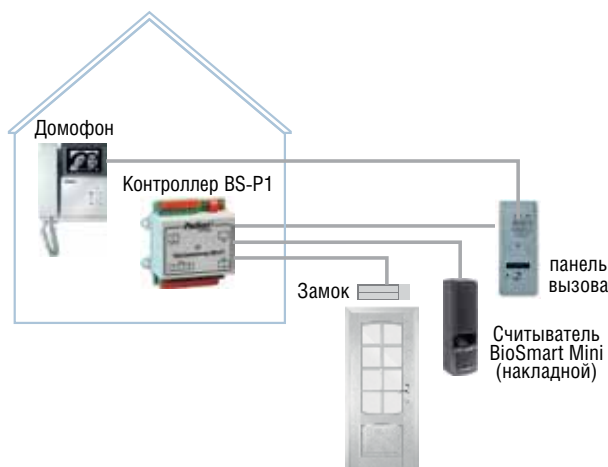 Домофон
Контроллер BS-P1
Замок
панель
вызова
Считыватель
BioSmart Mini
(накладной)